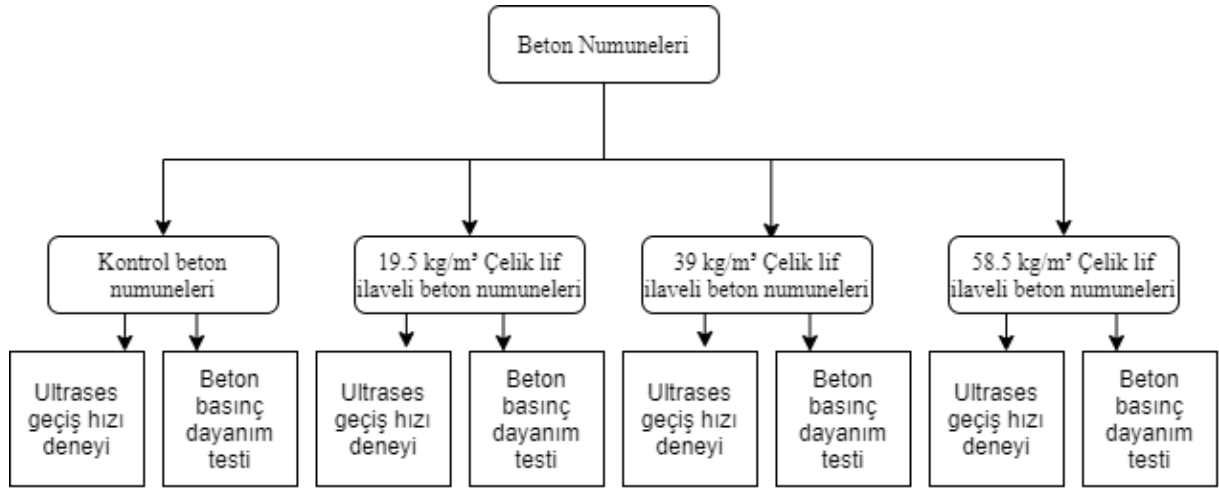 Beton Numuneleri
Kontrol beton
numuneleri
19.5 kg/m³ Çelik lif
ilaveli beton numuneleri
39 kg/m³ Çelik lif
ilaveli beton numuneleri
58.5 kg/m³ Çelik lif
ilaveli beton numuneleri
Ultrases
geçiş hızı
deneyi
Beton
basınç
dayanım
testi
Ultrases
geçiş hızı
deneyi
Beton
basınç
dayanım
testi
Ultrases
geçiş hızı
deneyi
Beton
basınç
dayanım
testi
Ultrases
geçiş hızı
deneyi
Beton
basınç
dayanım
testi